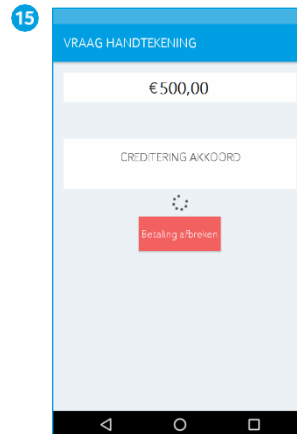 15
VRAAG HANDTEKENING
€500,00
CREDITERING AKKOORD
Betaling afbreken